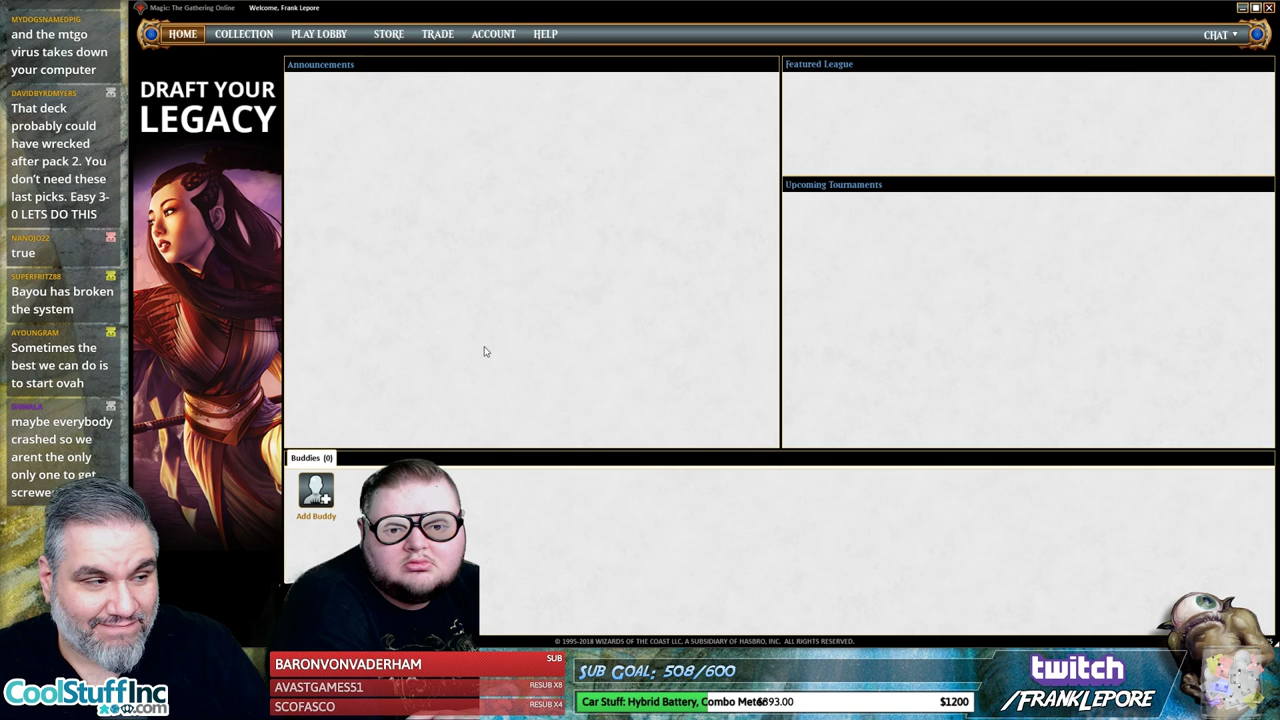 MYDOGSNAMEDPIG
and the mtgo
virus takes down
your computer
DAVIDBYRDMYERS
That deck
probably could
have wrecked
after pack 2. You
don't need these
last picks. Easy 3-
0 LETS DO THIS
NANOJO22
true
SUPERFRITZ88
Bayou has broken
the system
AYOUNGRAM
Sometimes the
best we can do is
to start ovah
maybe everybody
crashed so we
arent the only
only one to get
Magic: The Gathering Online Welcome, Frank Lepore
HOME COLLECTION PLAY LOBBY STORE TRADE ACCOUNT HELP CHAT
DRAFT YOUR
LEGACY
Announcements
Featured League
Upcoming Tournaments
Buddies (0)
Add Buddy
© 1995-2018 WIZARDS OF THE COAST LLC, A SUBSIDIARY OF HASBRO, INC. ALL RIGHTS RESERVED.
CoolStuffInc
.com
BARONVONVADERHAM SUB
AVASTGAMES51 RESUB X8
SCOFASCO RESUB X4
SUB GOAL: 508/600
Car Stuff: Hybrid Battery, Combo Meter $893.00 $1200
twitch
/FRANKLEPORE